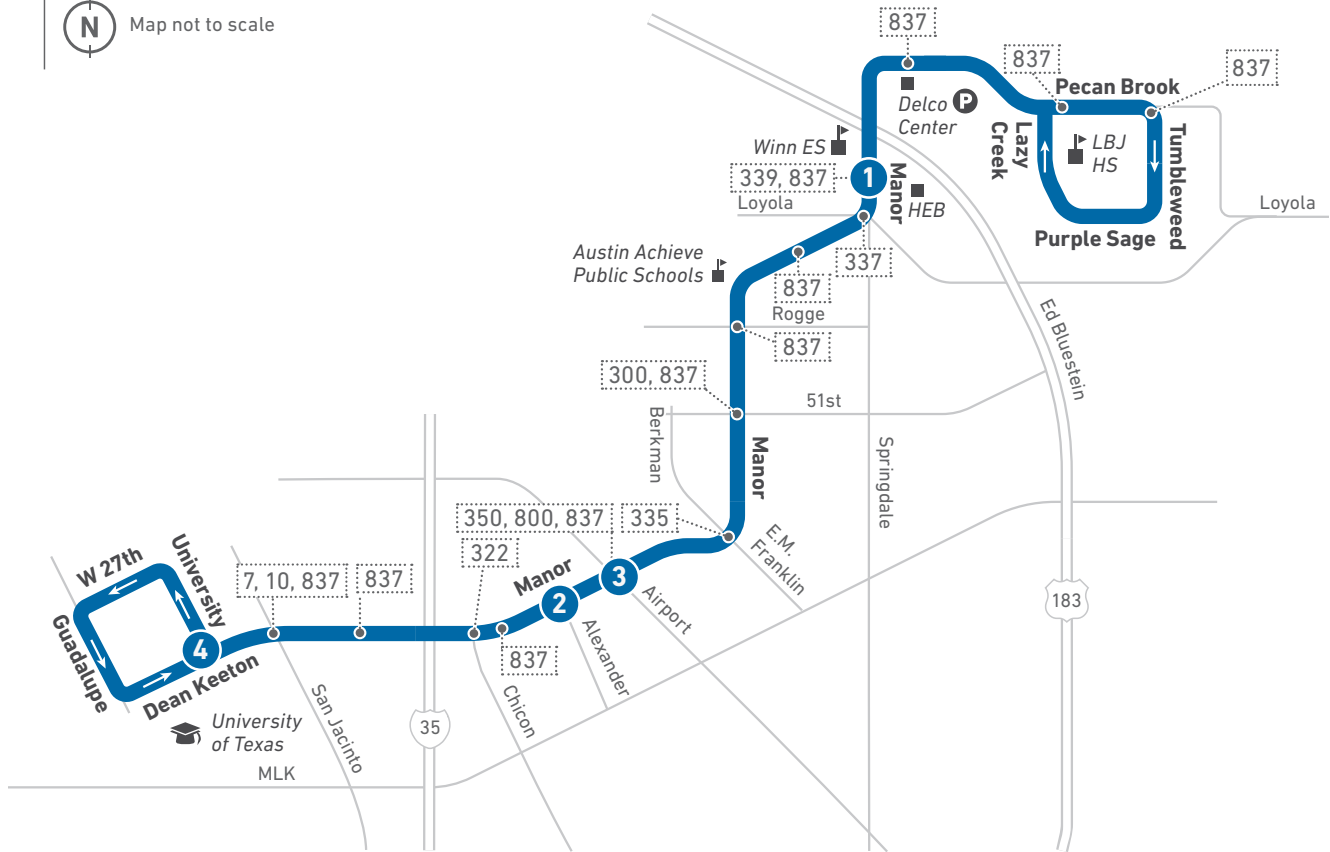 N
Map not to scale
837
837
837
Pecan Brook
Delco
Center
P
Lazy
Creek
LBJ
HS
Tumbleweed
Winn ES
339, 837
1
Manor
HEB
Loyola
Loyola
Purple Sage
Austin Achieve
Public Schools
337
837
Rogge
837
Ed Bluestein
300, 837
51st
Berkman
Manor
Springdale
350, 800, 837
335
E.M.
Franklin
322
Manor
3
2
Airport
Alexander
183
W 27th
University
7, 10, 837
837
Guadalupe
4
Dean Keeton
837
San Jacinto
Chicon
University
of Texas
35
MLK